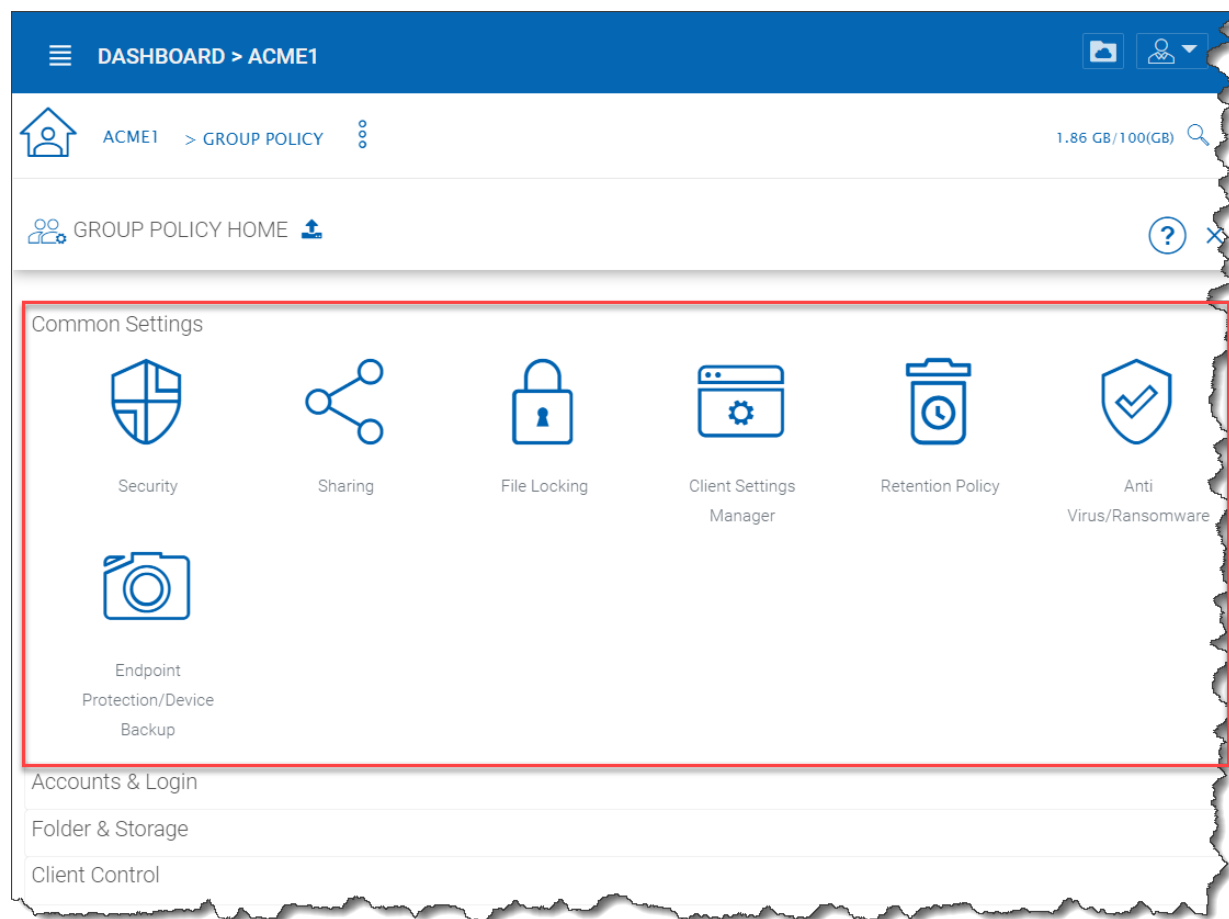 DASHBOARD > ACME1
ACME1 > GROUP POLICY
1.86 GB/100(GB)
GROUP POLICY HOME
?
Common Settings
Security
Sharing
File Locking
Client Settings
Manager
Retention Policy
Anti
Virus/Ransomware
Endpoint
Protection/Device
Backup
Accounts & Login
Folder & Storage
Client Control